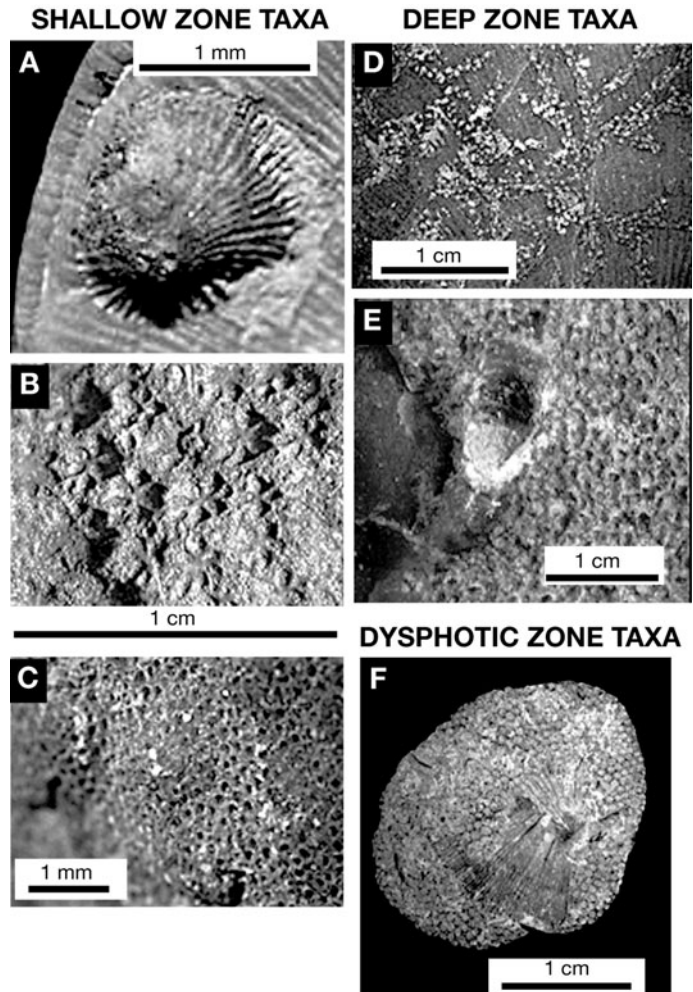 SHALLOW ZONE TAXA
A
1 mm
B
1 cm
C
1 mm
DEEP ZONE TAXA
D
1 cm
E
1 cm
DYSPHOTIC ZONE TAXA
F
1 cm